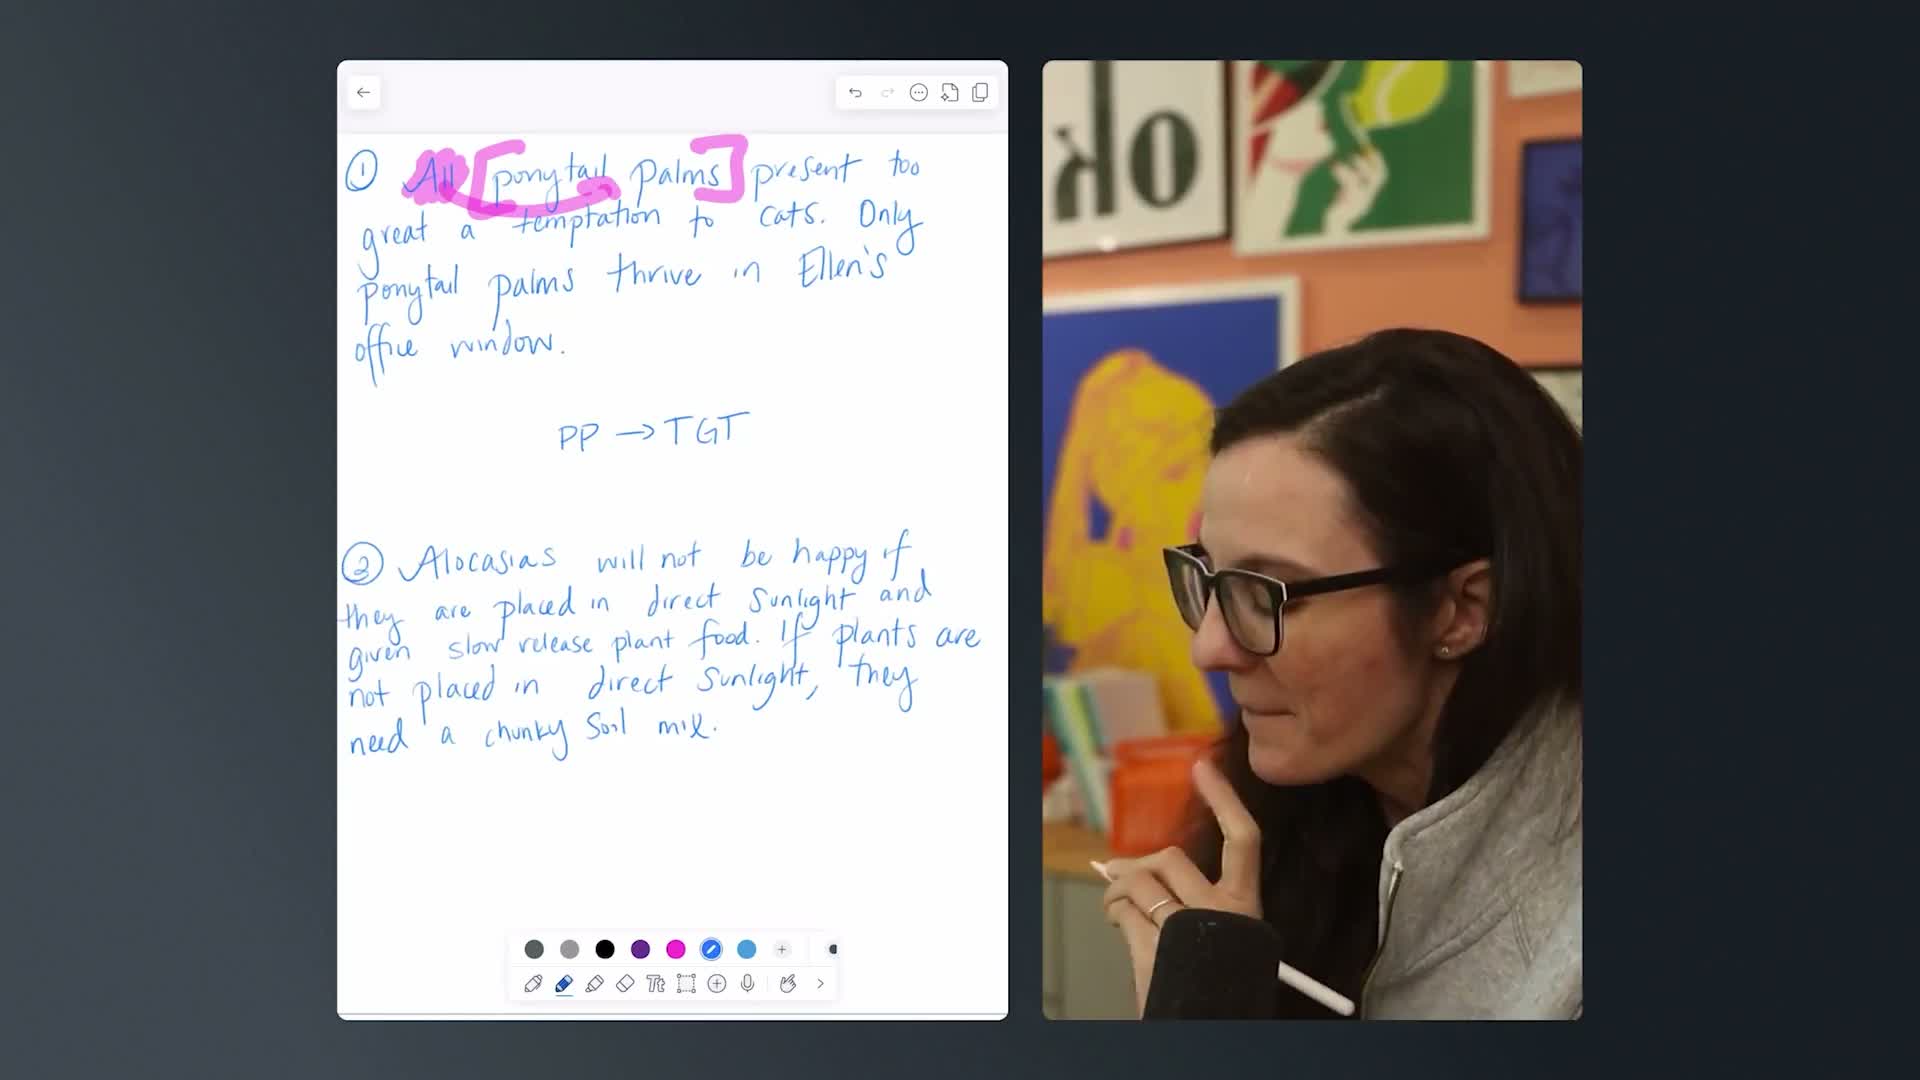 ① All [ponytail palms] present too
great a temptation to cats. Only
ponytail palms thrive in Ellen's
office window.
PP → TGT
② Alocasias will not be happy if
they are placed in direct sunlight and
given slow release plant food. If plants are
not placed in direct sunlight, they
need a chunky soil mix.
Tt
ok